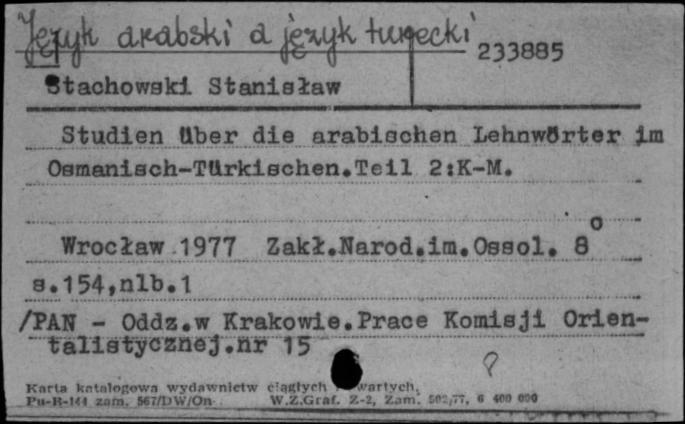 Język arabski a język turecki
233885
Stachowski Stanisław
Studien über die arabischen Lehnwörter im
Osmanisch-Türkischen.Teil 2:K-M.
Wrocław 1977 Zakł.Narod.im.Ossol. 8°
s.154,nlb.1
/PAN - Oddz.w Krakowie.Prace Komisji Orien-
talistycznej.nr 15
Karta katalogowa wydawnictw ciągłych wartych.
Pu-R-144 zam. 567/DW/On W.Z.Graf. Z-2, Zam. 502/77, 6 400 000